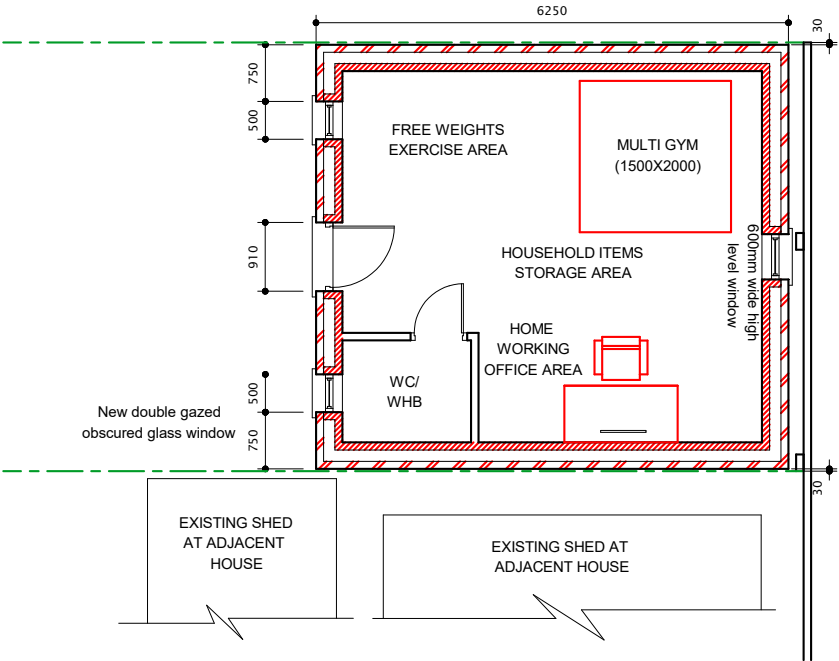 6250
30
750
500
FREE WEIGHTS
EXERCISE AREA
MULTI GYM
(1500X2000)
910
HOUSEHOLD ITEMS
STORAGE AREA
600mm wide high
level window
HOME
WORKING
OFFICE AREA
WC/
WHB
500
750
New double gazed
obscured glass window
30
EXISTING SHED
AT ADJACENT
HOUSE
EXISTING SHED AT
ADJACENT HOUSE